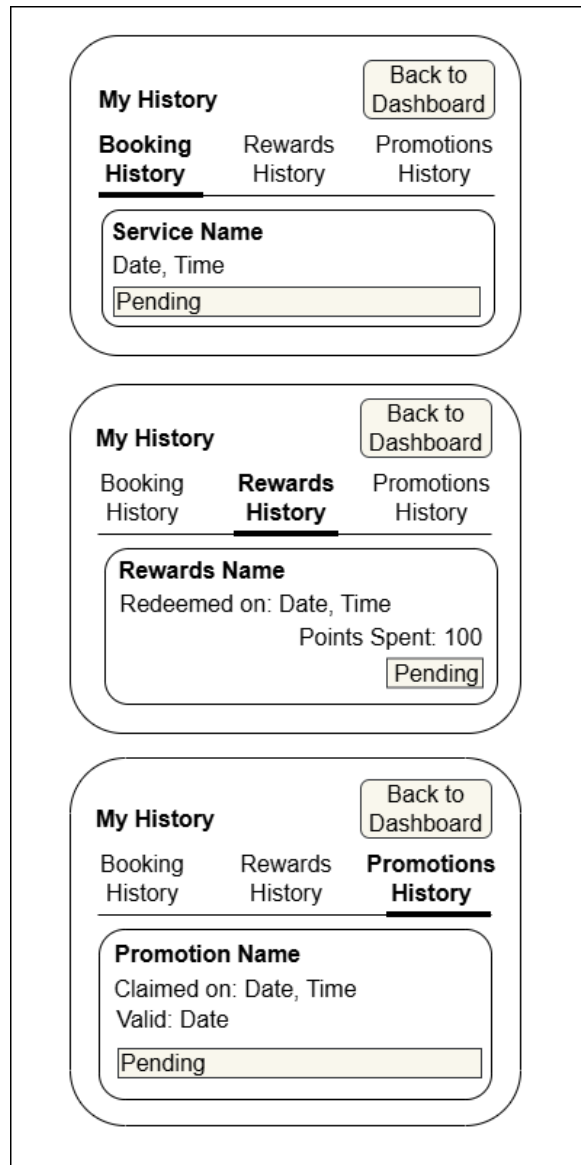 Back to
My History
Dashboard
Booking Rewards Promotions
History History History
Service Name
Date, Time
Pending
Back to
My History
Dashboard
Booking Rewards Promotions
History History History
Rewards Name
Redeemed on: Date, Time
Points Spent: 100
Pending
Back to
My History
Dashboard
Booking Rewards Promotions
History History History
Promotion Name
Claimed on: Date, Time
Valid: Date
Pending